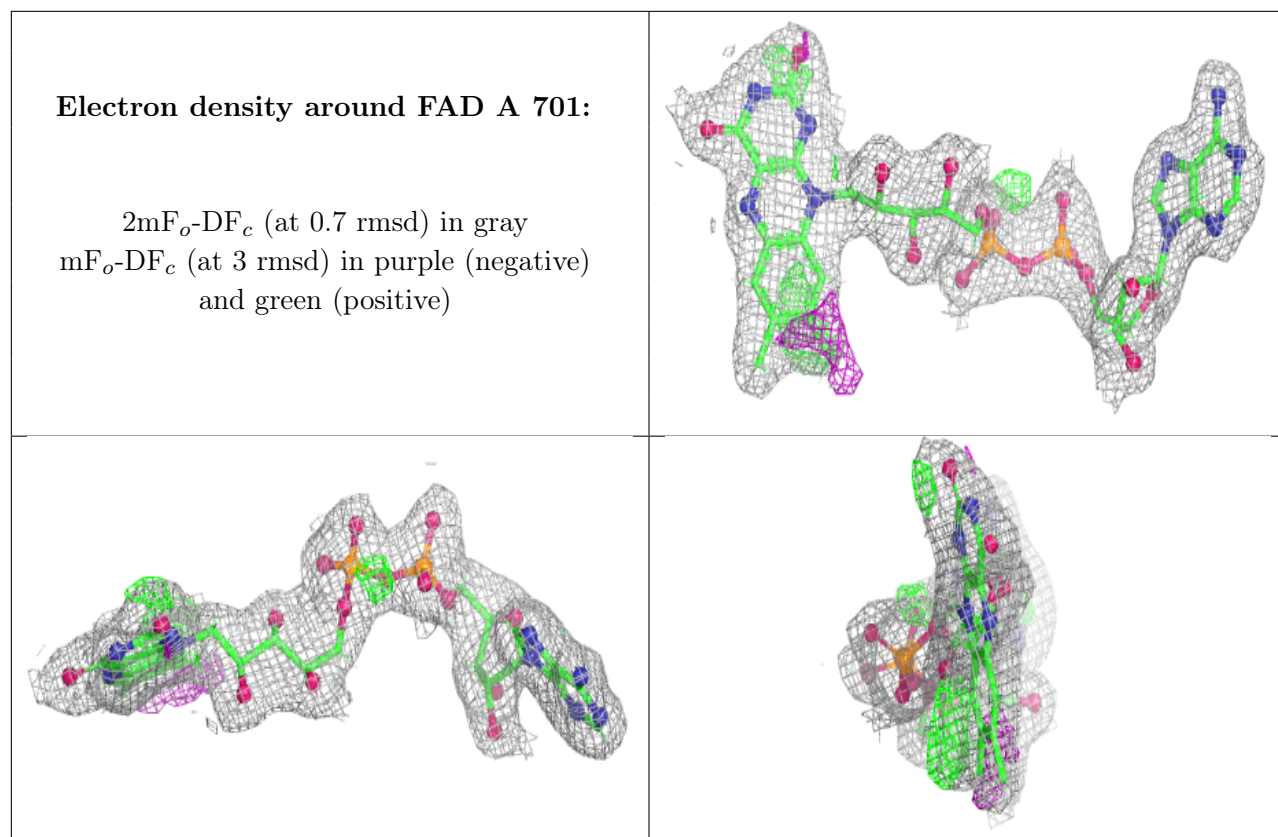 Electron density around FAD A 701:
2mFo-DFc (at 0.7 rmsd) in gray
mFo-DFc (at 3 rmsd) in purple (negative)
and green (positive)